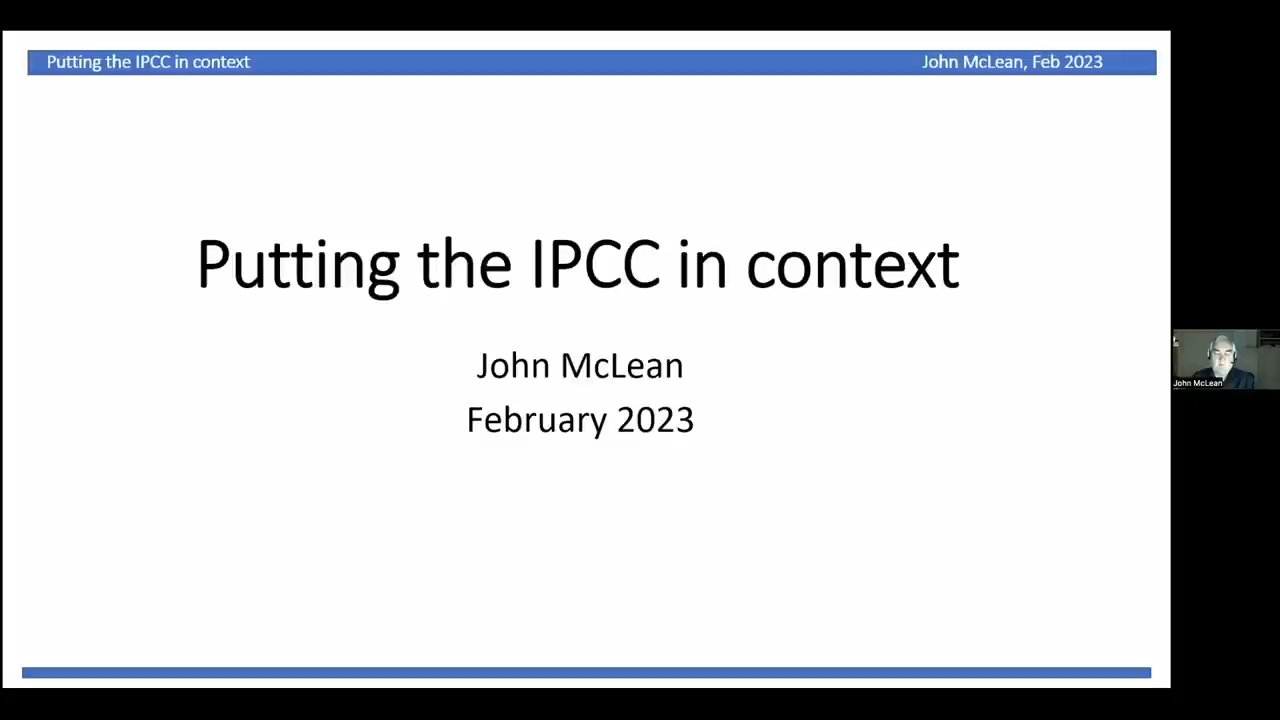 Putting the IPCC in context
John McLean, Feb 2023
Putting the IPCC in context
John McLean
February 2023
John McLean